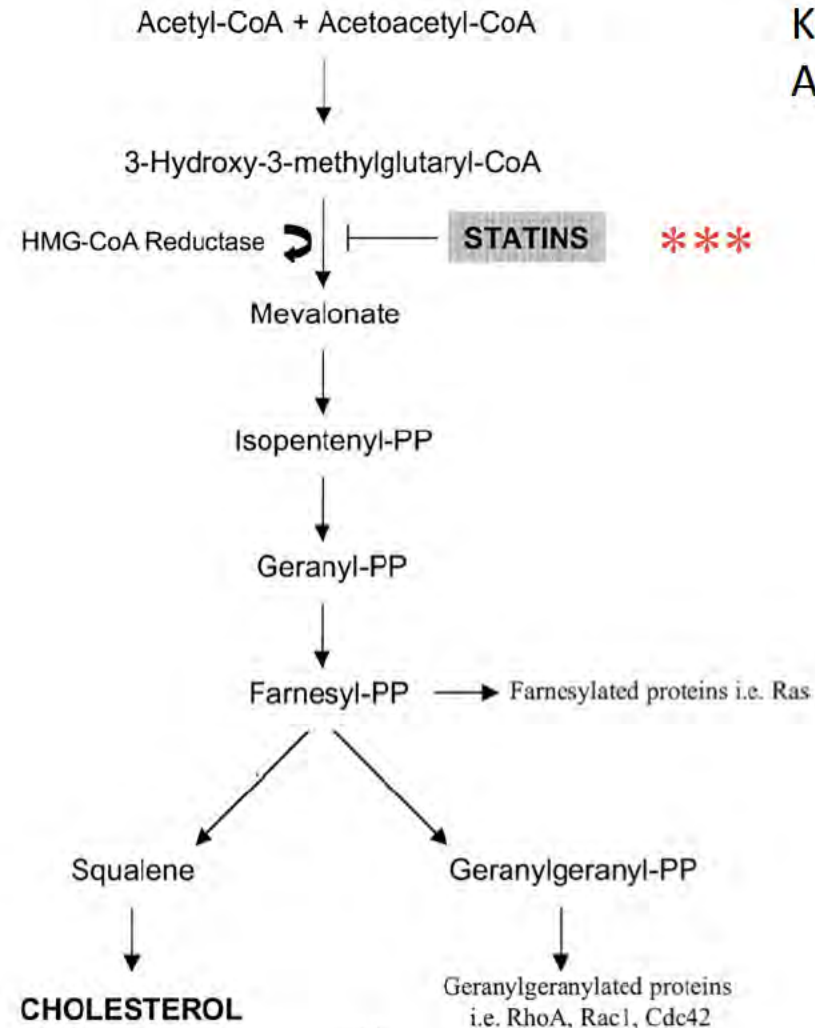 Acetyl-CoA + Acetoacetyl-CoA
K
A
3-Hydroxy-3-methylglutaryl-CoA
HMG-CoA Reductase
STATINS
***
Mevalonate
Isopentenyl-PP
Geranyl-PP
Farnesyl-PP
Farnesylated proteins i.e. Ras
Squalene
Geranylgeranyl-PP
CHOLESTEROL
Geranylgeranylated proteins
i.e. RhoA, Rac1, Cdc42